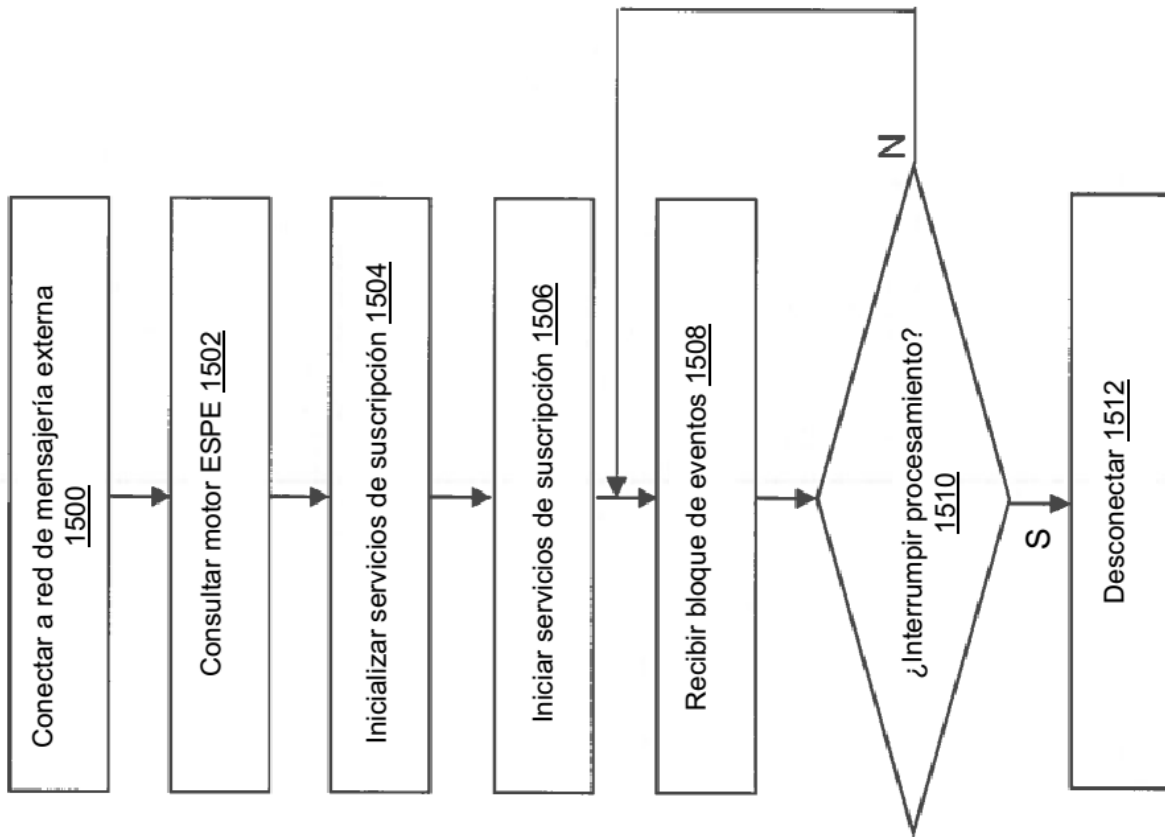 Conectar a red de mensajería externa
1500
Consultar motor ESPE 1502
Inicializar servicios de suscripción 1504
Iniciar servicios de suscripción 1506
Recibir bloque de eventos 1508
¿Interrumpir procesamiento?
1510
N
S
Desconectar 1512